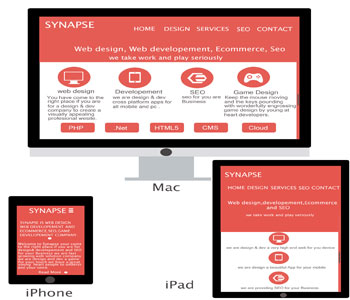 SYNAPSE
HOME DESIGN SERVICES SEO CONTACT
Web design, Web developement, Ecommerce, Seo
we take work and play seriously
web design
You have come to the
right place if you are
for a design & dev
company to create a
visually appealing
professional website.
Developement
we are design & dev
cross platform apps for
all mobile and pc.
SEO
seo for you are
Business
Game Design
Keep the mouse moving
and the keys pounding
with wonderfully engaging
game design by young at
heart developers.
PHP
Net
HTML5
CMS
Cloud
Mac
SYNAPSE
SYNAPSE IS WEB DESIGN
WEB DEVELOPMENT AND
ECOMMERCE SEO,GAME
DEVELOPMENT COMPANY
Read More
iPhone
SYNAPSE
HOME DESIGN SERVICES SEO CONTACT
Web design,developement,Ecommerce
and SEO
we take work and play seriously
we are design & dev a very high end web for you device
we are design a beautiful App for your mobile.
we are providing SEO for your Business.
iPad